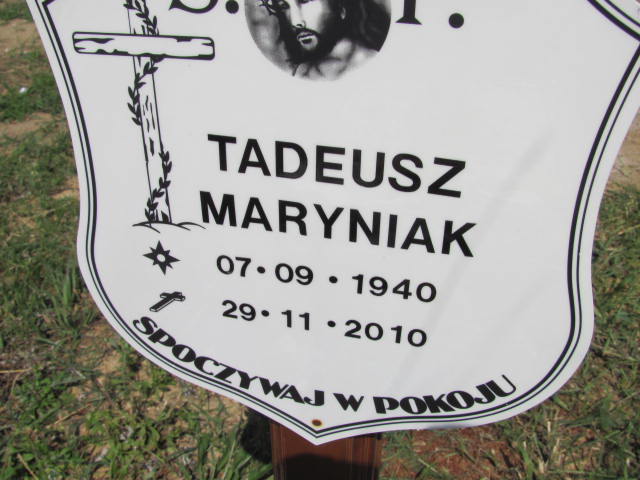 S. P.
TADEUSZ
MARYNIAK
07•09•1940
29•11•2010
SPOCZYWAJ W POKOJU